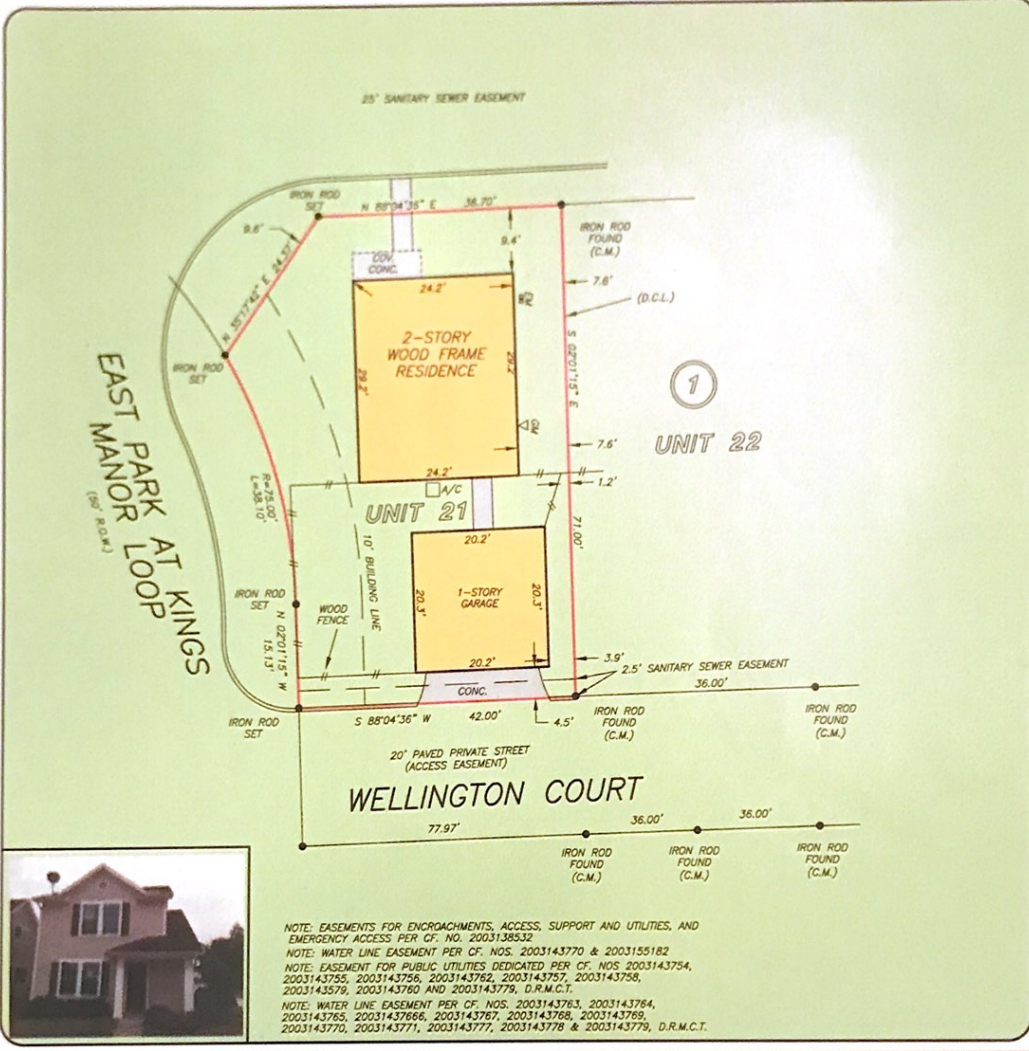 25' SANITARY SEWER EASEMENT
IRON ROD
SET
N 88°04'36" E 36.70'
9.6'
N 35°17'42" E 24.37'
9.4'
IRON ROD
FOUND
(C.M.)
COV.
CONC.
24.2'
7.6'
(D.C.L.)
GM
2-STORY
WOOD FRAME
RESIDENCE
29.2'
29.2'
S 02°01'15" E
71.00'
IRON ROD
SET
EAST PARK AT KINGS
MANOR LOOP
(50' R.O.W.)
1
UNIT 22
7.6'
24.2'
1.2'
A/C
UNIT 21
R=75.00'
L=38.10'
20.2'
10' BUILDING LINE
1-STORY
GARAGE
20.3'
20.3'
IRON ROD
SET
WOOD
FENCE
N 02°01'15" W
15.13'
20.2'
3.9'
2.5' SANITARY SEWER EASEMENT
CONC.
36.00'
IRON ROD
SET
S 88°04'36" W 42.00'
4.5'
IRON ROD
FOUND
(C.M.)
IRON ROD
FOUND
(C.M.)
20' PAVED PRIVATE STREET
(ACCESS EASEMENT)
WELLINGTON COURT
77.97'
36.00'
36.00'
IRON ROD
FOUND
(C.M.)
IRON ROD
FOUND
(C.M.)
IRON ROD
FOUND
(C.M.)
NOTE: EASEMENTS FOR ENCROACHMENTS, ACCESS, SUPPORT AND UTILITIES, AND
EMERGENCY ACCESS PER CF. NO. 2003138532
NOTE: WATER LINE EASEMENT PER CF. NOS. 2003143770 & 2003155182
NOTE: EASEMENT FOR PUBLIC UTILITIES DEDICATED PER CF. NOS 2003143754,
2003143755, 2003143756, 2003143762, 2003143757, 2003143758,
2003143579, 2003143760 AND 2003143779, D.R.M.C.T.
NOTE: WATER LINE EASEMENT PER CF. NOS. 2003143763, 2003143764,
2003143765, 20031437666, 2003143767, 2003143768, 2003143769,
2003143770, 2003143771, 2003143777, 2003143778 & 2003143779, D.R.M.C.T.